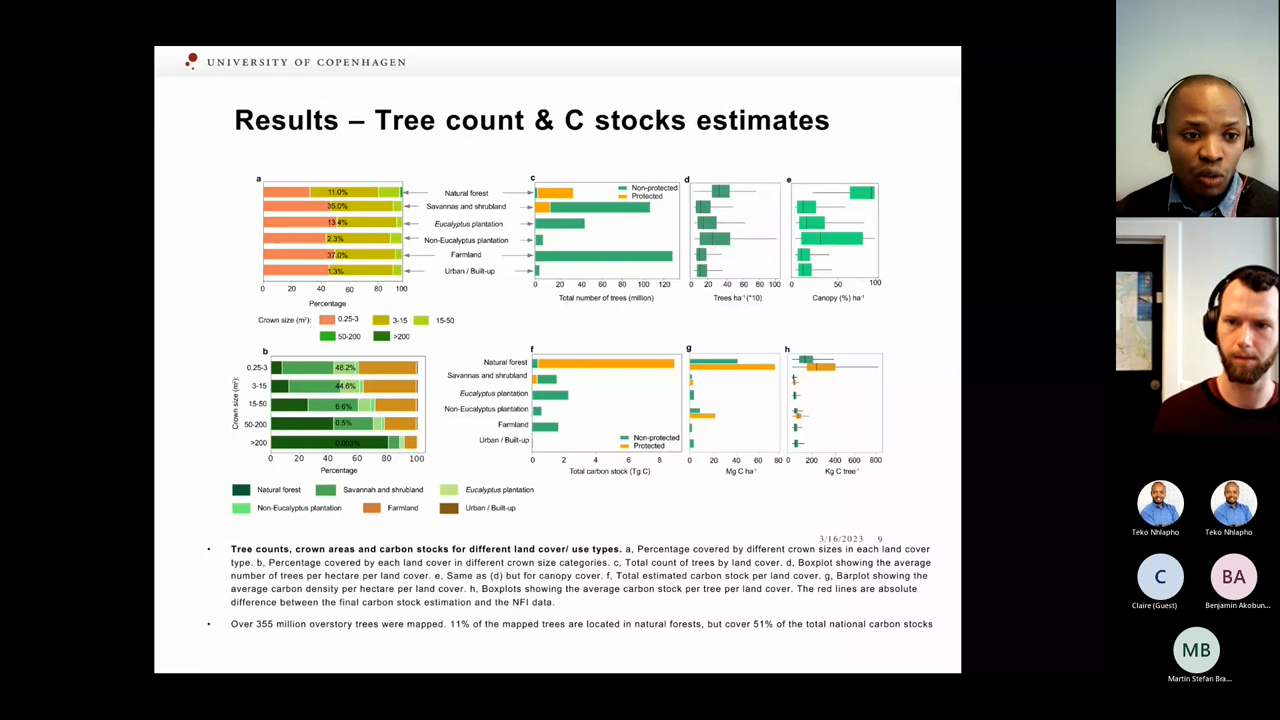 UNIVERSITY OF COPENHAGEN
Results – Tree count & C stocks estimates
a
11.0%
35.0%
13.4%
2.3%
37.0%
1.3%
0 20 40 60 80 100
Percentage
Crown size (m²): 0.25-3 3-15 15-50
50-200 >200
Natural forest
Savannas and shrubland
Eucalyptus plantation
Non-Eucalyptus plantation
Farmland
Urban / Built-up
c
Non-protected
Protected
0 20 40 60 80 100 120
Total number of trees (million)
d
0 20 40 60 80 100
Trees ha⁻¹ (*10)
e
0 50 100
Canopy (%) ha⁻¹
b
Crown size (m²):
0.25-3 48.2%
3-15 44.6%
15-50 6.6%
50-200 0.5%
>200 0.003%
0 20 40 60 80 100
Percentage
Natural forest Savannah and shrubland Eucalyptus plantation
Non-Eucalyptus plantation Farmland Urban / Built-up
f
Natural forest
Savannas and shrubland
Eucalyptus plantation
Non-Eucalyptus plantation
Farmland
Urban / Built-up
Non-protected
Protected
0 2 4 6 8
Total carbon stock (Tg C)
g
0 20 40 60 80
Mg C ha⁻¹
h
0 200 400 600 800
Kg C tree⁻¹
3/16/2023 9
• Tree counts, crown areas and carbon stocks for different land cover/ use types. a, Percentage covered by different crown sizes in each land cover
type. b, Percentage covered by each land cover in different crown size categories. c, Total count of trees by land cover. d, Boxplot showing the average
number of trees per hectare per land cover. e, Same as (d) but for canopy cover. f, Total estimated carbon stock per land cover. g, Barplot showing the
average carbon density per hectare per land cover. h, Boxplots showing the average carbon stock per tree per land cover. The red lines are absolute
difference between the final carbon stock estimation and the NFI data.
• Over 355 million overstory trees were mapped. 11% of the mapped trees are located in natural forests, but cover 51% of the total national carbon stocks
Teko Nhlapho Teko Nhlapho
C BA
Claire (Guest) Benjamin Akobun...
MB
Martin Stefan Bra...